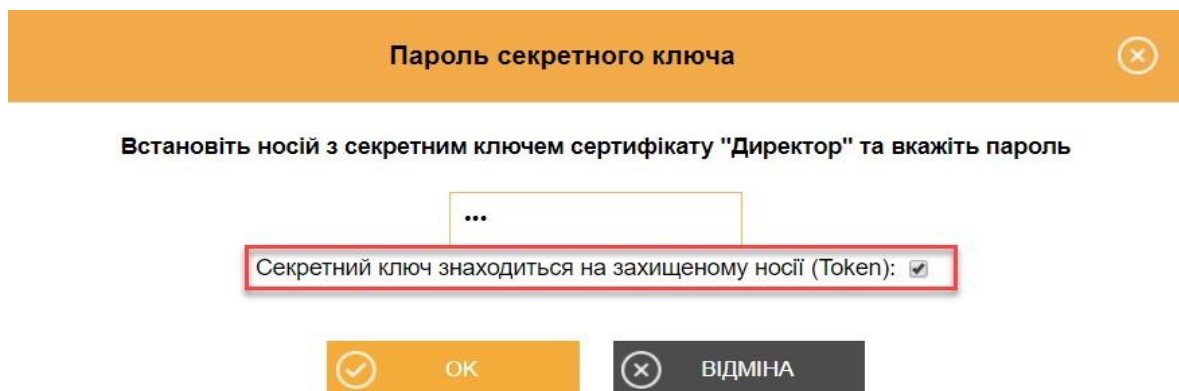 Пароль секретного ключа
Встановіть носій з секретним ключем сертифікату "Директор" та вкажіть пароль
•••
Секретний ключ знаходиться на захищеному носії (Token):
ОК
ВІДМІНА